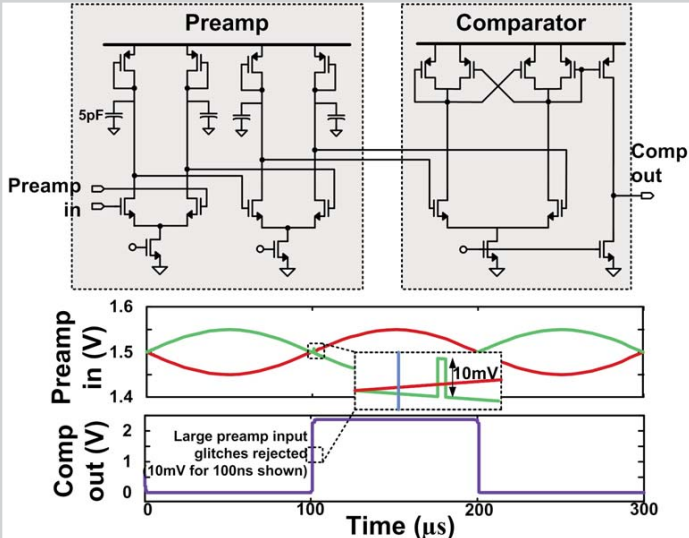 Preamp
Comparator
5pF
Preamp
in
Comp
out
1.6
1.5
1.4
Preamp
in (V)
10mV
2
1
0
Comp
out (V)
Large preamp input
glitches rejected
(10mV for 100ns shown)
0
100
200
300
Time (µs)